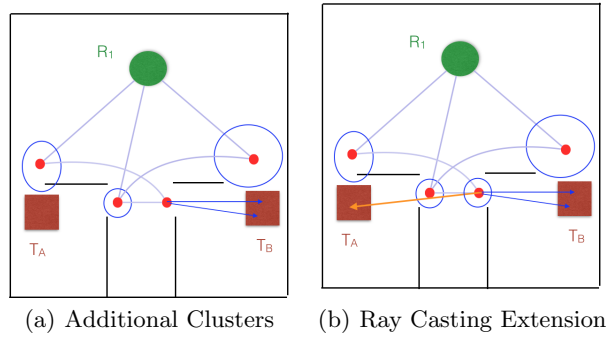 R1
R1
TA
TB
TA
TB
(a) Additional Clusters
(b) Ray Casting Extension